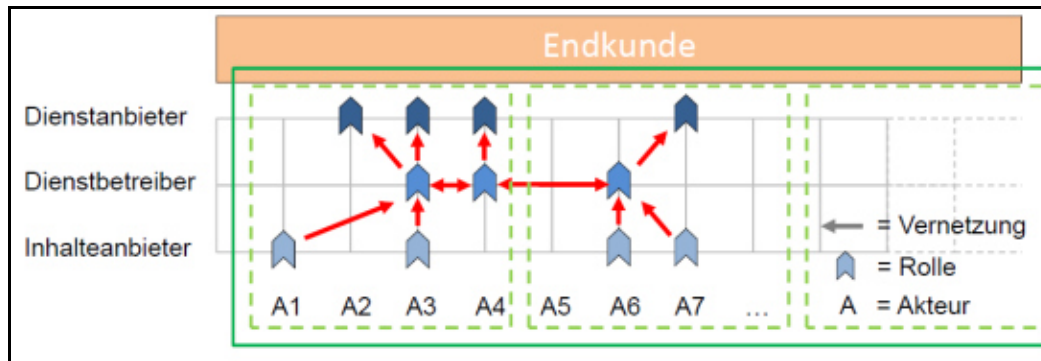 Endkunde
Dienstanbieter
Dienstbetreiber
Inhalteanbieter
= Vernetzung
= Rolle
A1 A2 A3 A4 A5 A6 A7 ... A = Akteur